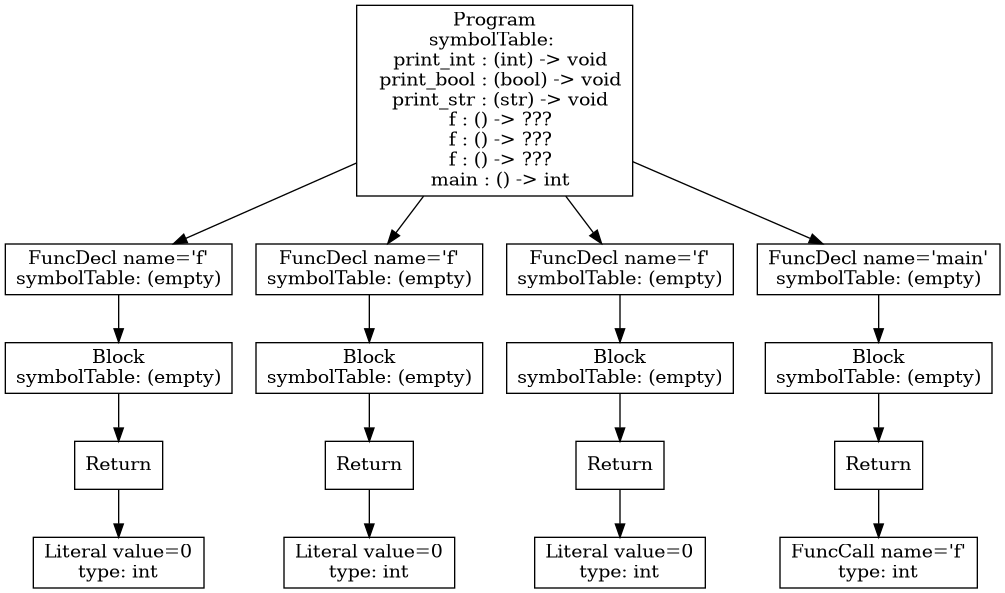 Program
symbolTable:
print_int : (int) -> void
print_bool : (bool) -> void
print_str : (str) -> void
f : () -> ???
f : () -> ???
f : () -> ???
main : () -> int
FuncDecl name='f'
symbolTable: (empty)
FuncDecl name='f'
symbolTable: (empty)
FuncDecl name='f'
symbolTable: (empty)
FuncDecl name='main'
symbolTable: (empty)
Block
symbolTable: (empty)
Block
symbolTable: (empty)
Block
symbolTable: (empty)
Block
symbolTable: (empty)
Return
Return
Return
Return
Literal value=0
type: int
Literal value=0
type: int
Literal value=0
type: int
FuncCall name='f'
type: int